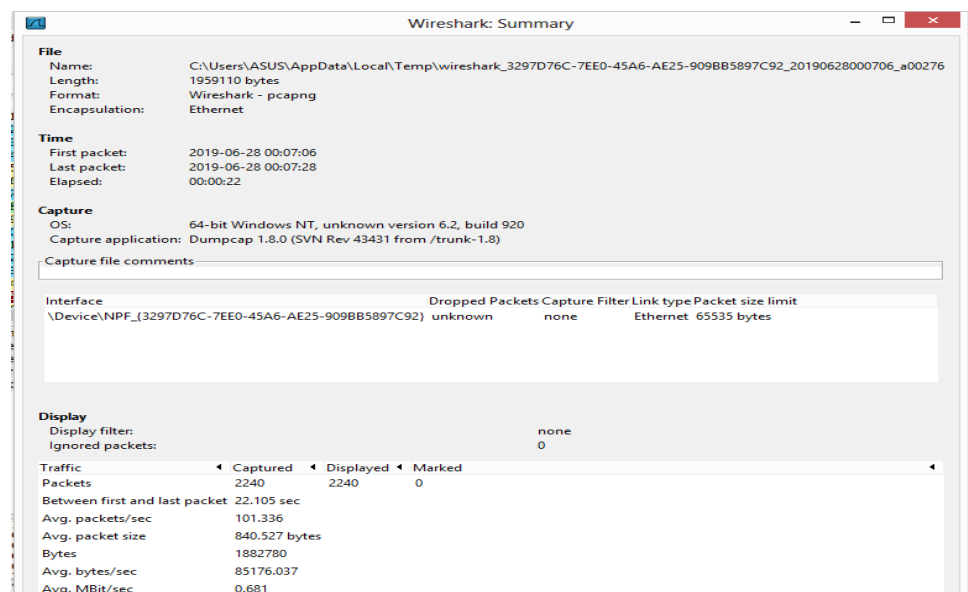 Wireshark: Summary
File
Name: C:\Users\ASUS\AppData\Local\Temp\wireshark_3297D76C-7EE0-45A6-AE25-909BB5897C92_20190628000706_a00276
Length: 1959110 bytes
Format: Wireshark - pcapng
Encapsulation: Ethernet
Time
First packet: 2019-06-28 00:07:06
Last packet: 2019-06-28 00:07:28
Elapsed: 00:00:22
Capture
OS: 64-bit Windows NT, unknown version 6.2, build 920
Capture application: Dumpcap 1.8.0 (SVN Rev 43431 from /trunk-1.8)
Capture file comments
Interface Dropped Packets Capture Filter Link type Packet size limit
\Device\NPF_{3297D76C-7EE0-45A6-AE25-909BB5897C92} unknown none Ethernet 65535 bytes
Display
Display filter: none
Ignored packets: 0
Traffic Captured Displayed Marked
Packets 2240 2240 0
Between first and last packet 22.105 sec
Avg. packets/sec 101.336
Avg. packet size 840.527 bytes
Bytes 1882780
Avg. bytes/sec 85176.037
Avg. MBit/sec 0.681